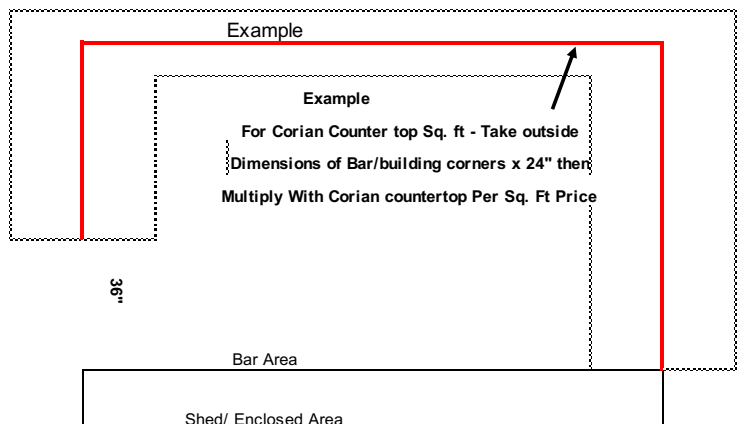 Example
Example
For Corian Counter top Sq. ft - Take outside
Dimensions of Bar/building corners x 24" then
Multiply With Corian countertop Per Sq. Ft Price
36"
Bar Area
Shed/ Enclosed Area